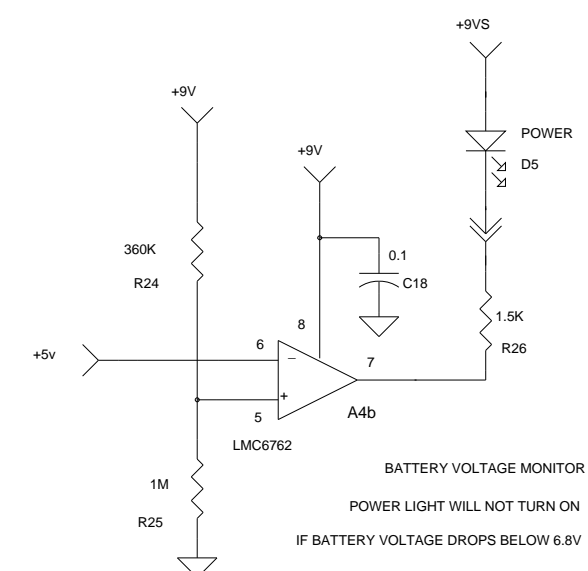 +9VS
+9V
POWER
D5
+9V
360K
R24
0.1
C18
8
1.5K
R26
+5v
6
−
7
+
5
A4b
LMC6762
BATTERY VOLTAGE MONITOR
1M
POWER LIGHT WILL NOT TURN ON
R25
IF BATTERY VOLTAGE DROPS BELOW 6.8V